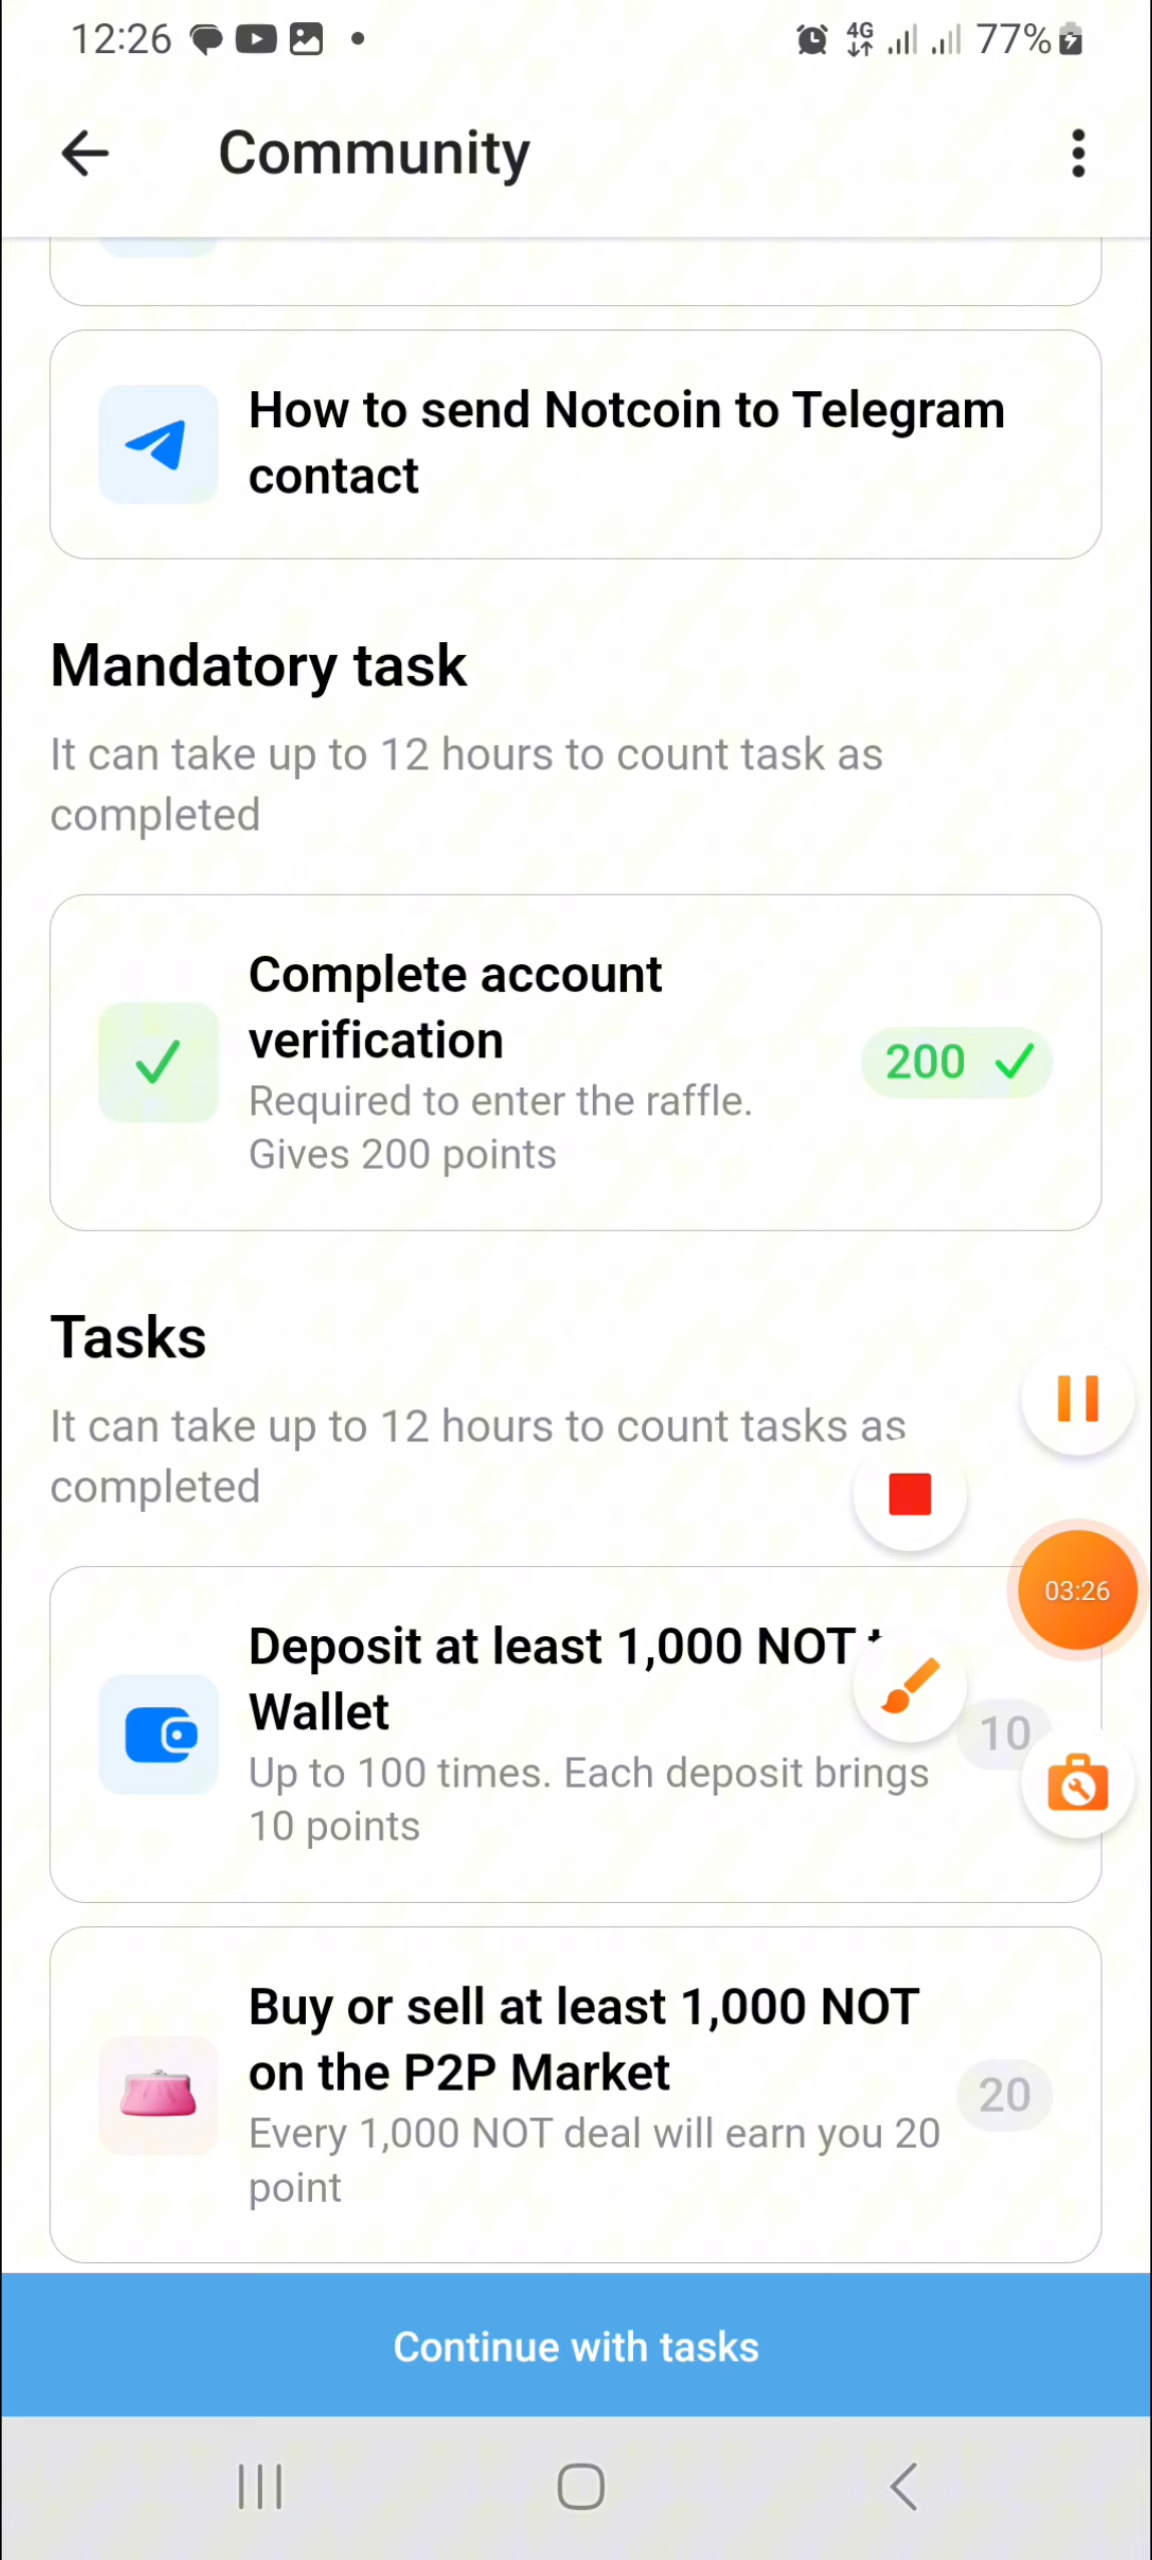 12:26
4G
77%
Community
How to send Notcoin to Telegram
contact
Mandatory task
It can take up to 12 hours to count task as
completed
Complete account
verification
Required to enter the raffle.
Gives 200 points
200
Tasks
It can take up to 12 hours to count tasks as
completed
03:26
Deposit at least 1,000 NOT
Wallet
Up to 100 times. Each deposit brings
10 points
10
Buy or sell at least 1,000 NOT
on the P2P Market
Every 1,000 NOT deal will earn you 20
point
20
Continue with tasks